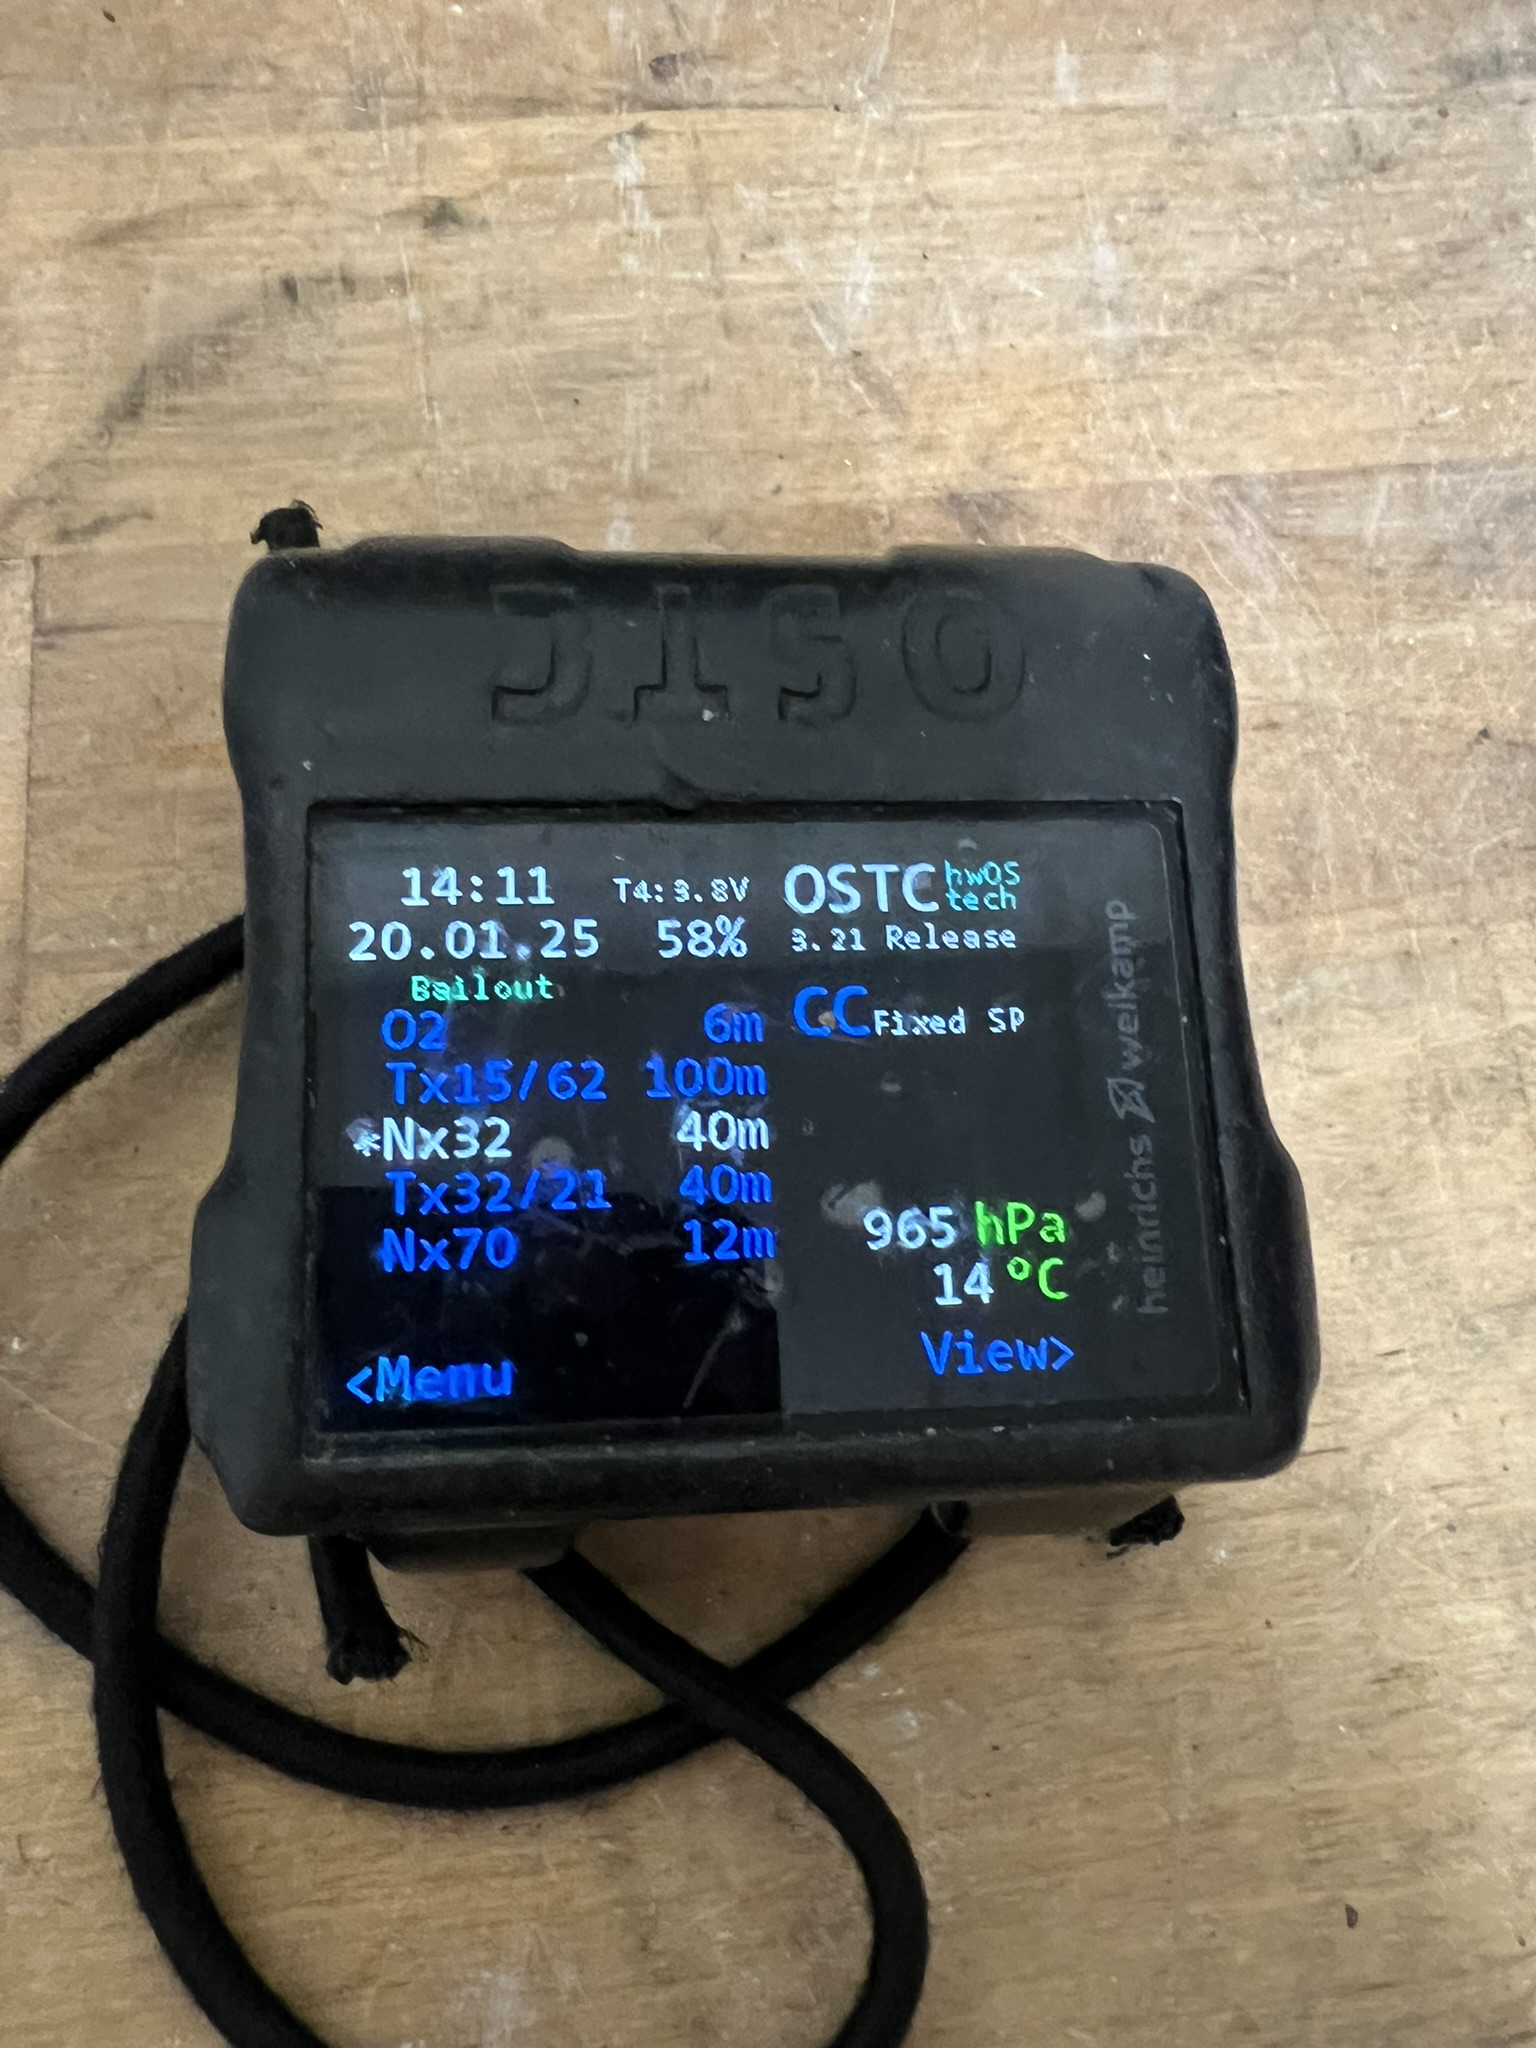 OSTC
14:11 T4:3.8V OSTC hwOS tech
20.01.25 58% 3.21 Release
Bailout
O2 6m CC Fixed SP
Tx15/62 100m
*Nx32 40m
Tx32/21 40m
Nx70 12m
965 hPa
14 °C
<Menu View>
heinrichs weikamp